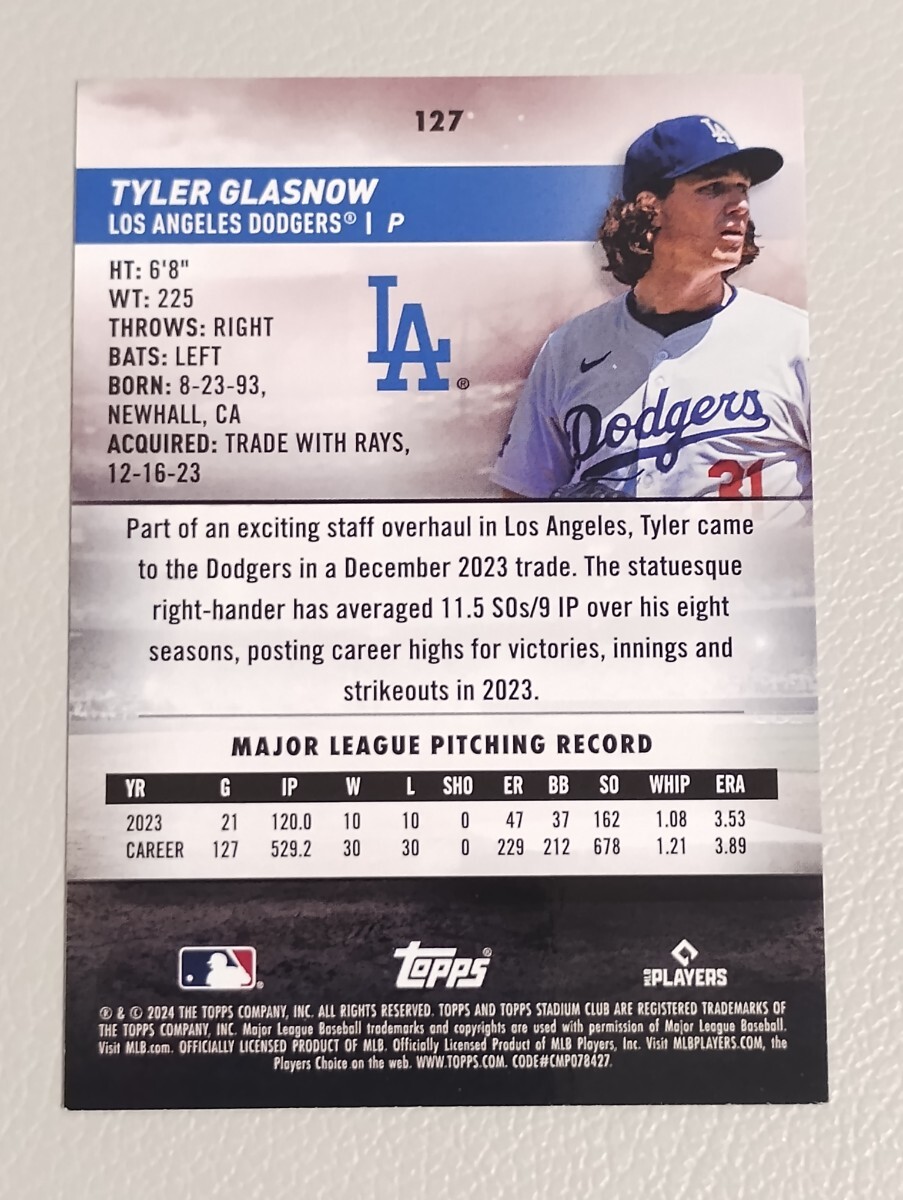 127
TYLER GLASNOW
LOS ANGELES DODGERS® | P
HT: 6'8"
WT: 225
THROWS: RIGHT
BATS: LEFT
BORN: 8-23-93,
NEWHALL, CA
ACQUIRED: TRADE WITH RAYS,
12-16-23
LA®
LA
Dodgers
31
Part of an exciting staff overhaul in Los Angeles, Tyler came
to the Dodgers in a December 2023 trade. The statuesque
right-hander has averaged 11.5 SOs/9 IP over his eight
seasons, posting career highs for victories, innings and
strikeouts in 2023.
MAJOR LEAGUE PITCHING RECORD
YR G IP W L SHO ER BB SO WHIP ERA
2023 21 120.0 10 10 0 47 37 162 1.08 3.53
CAREER 127 529.2 30 30 0 229 212 678 1.21 3.89
Topps®
MLB PLAYERS
® & © 2024 THE TOPPS COMPANY, INC. ALL RIGHTS RESERVED. TOPPS AND TOPPS STADIUM CLUB ARE REGISTERED TRADEMARKS OF
THE TOPPS COMPANY, INC. Major League Baseball trademarks and copyrights are used with permission of Major League Baseball.
Visit MLB.com. OFFICIALLY LICENSED PRODUCT OF MLB. Officially Licensed Product of MLB Players, Inc. Visit MLBPLAYERS.COM, the
Players Choice on the web. WWW.TOPPS.COM. CODE#CMP078427.